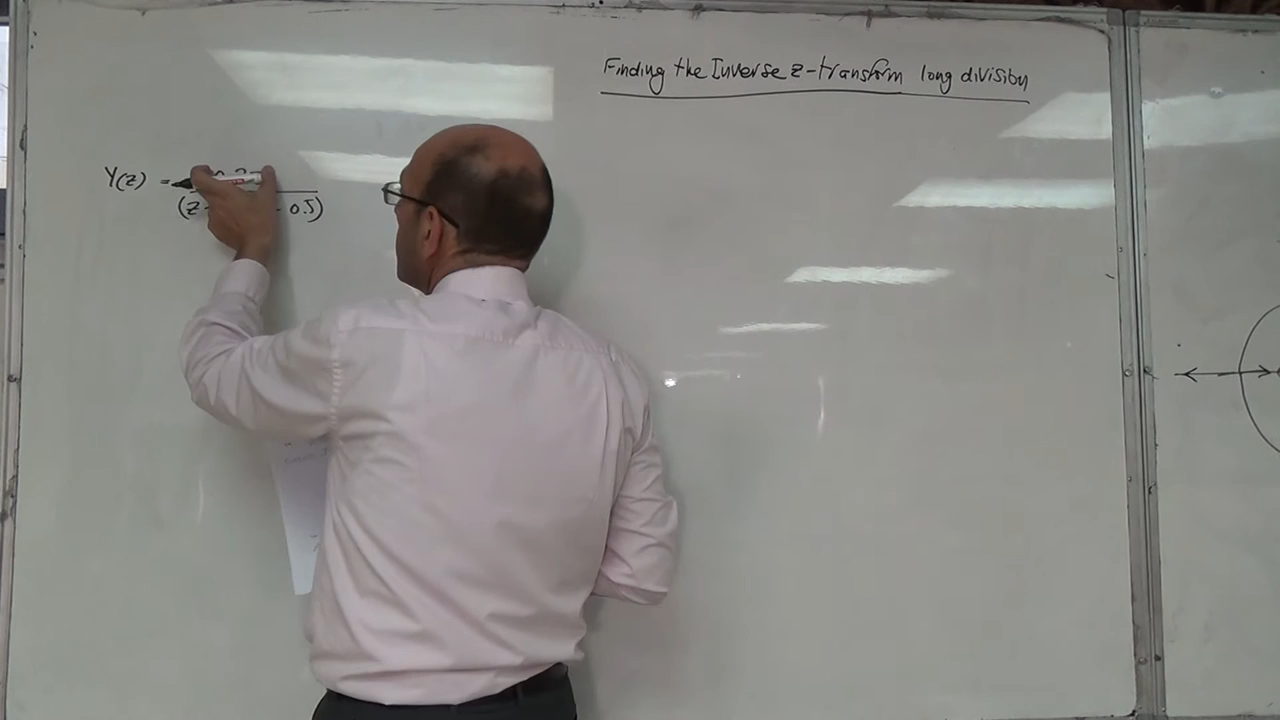 Finding the Inverse z-transform long division
Y(z) =
(z - 0.5)